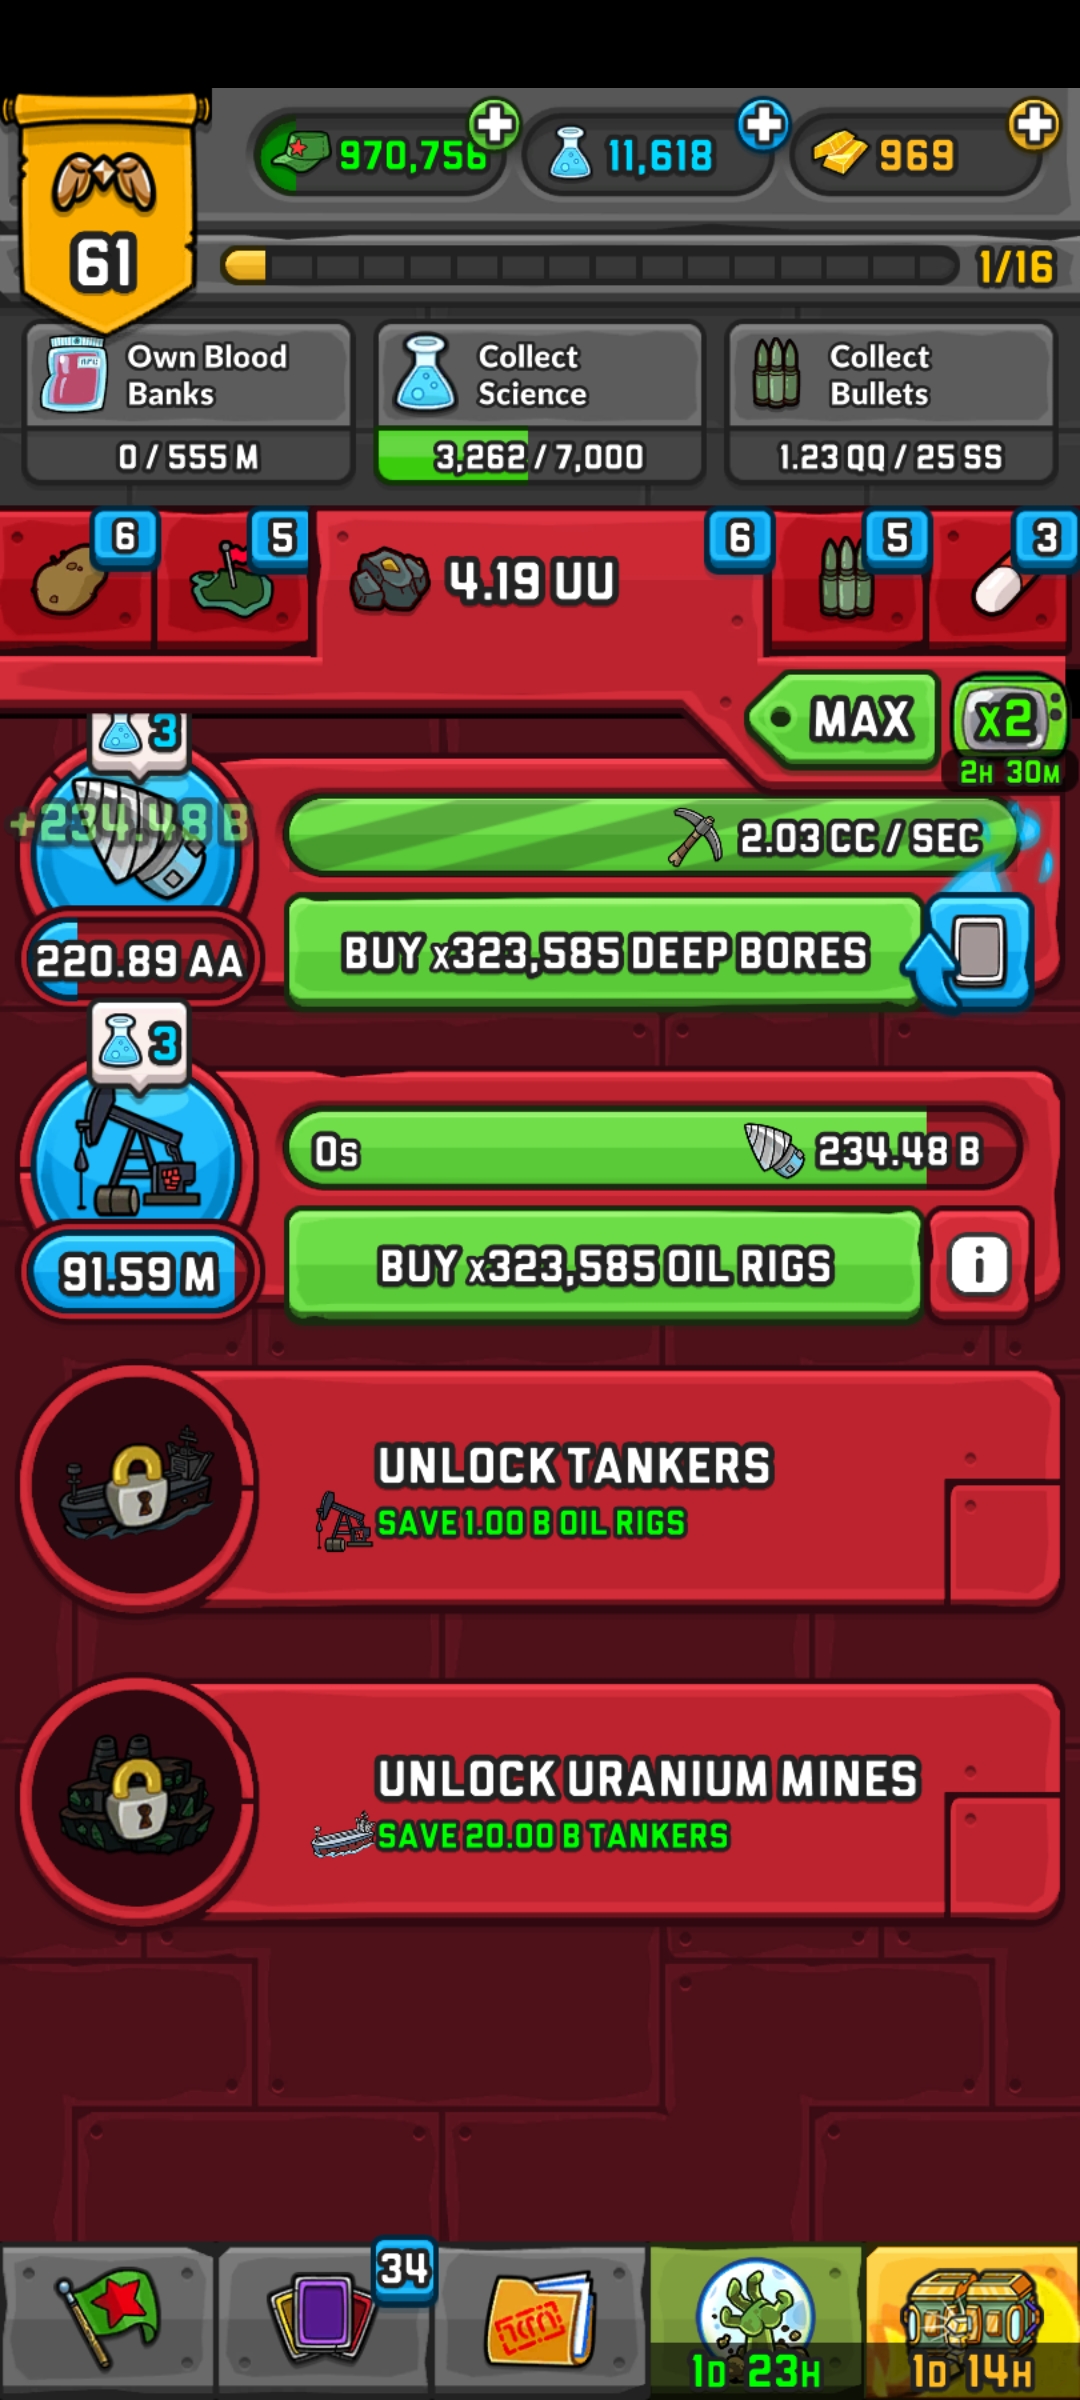 970,756
11,618
969
61
1/16
Own Blood
Banks
0 / 555 M
Collect
Science
3,262 / 7,000
Collect
Bullets
1.23 QQ / 25 SS
6
5
4.19 UU
6
5
3
MAX
x2
2H 30M
3
+234.48 B
2.03 CC / SEC
220.89 AA
BUY x323,585 DEEP BORES
3
0s
234.48 B
91.59 M
BUY x323,585 OIL RIGS
i
UNLOCK TANKERS
SAVE 1.00 B OIL RIGS
UNLOCK URANIUM MINES
SAVE 20.00 B TANKERS
34
1D 23H
1D 14H